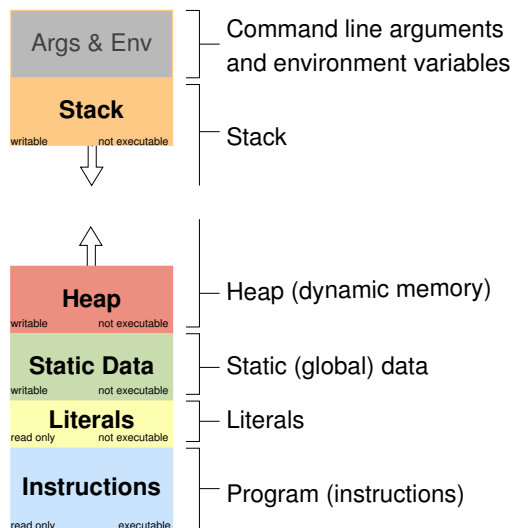 Args & Env
Command line arguments
and environment variables
Stack
writable not executable
Stack
Heap
writable not executable
Heap (dynamic memory)
Static Data
writable not executable
Static (global) data
Literals
read only not executable
Literals
Instructions
read only executable
Program (instructions)